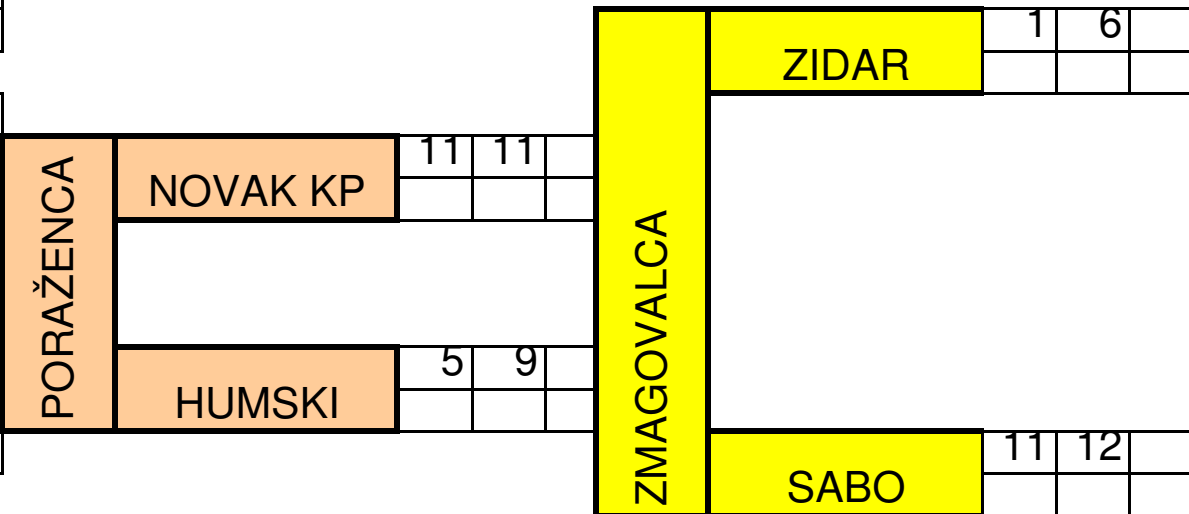 ZMAGOVALCA
ZIDAR 1 6
PORAŽENCA
NOVAK KP 11 11
HUMSKI 5 9
SABO 11 12